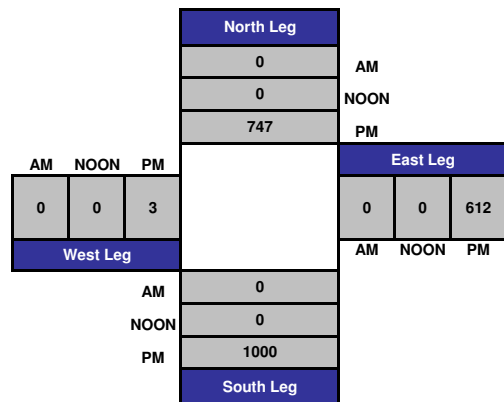 North Leg
0 AM
0 NOON
747 PM
AM NOON PM
East Leg
0 0 3
0 0 612
West Leg
AM NOON PM
AM 0
NOON 0
PM 1000
South Leg